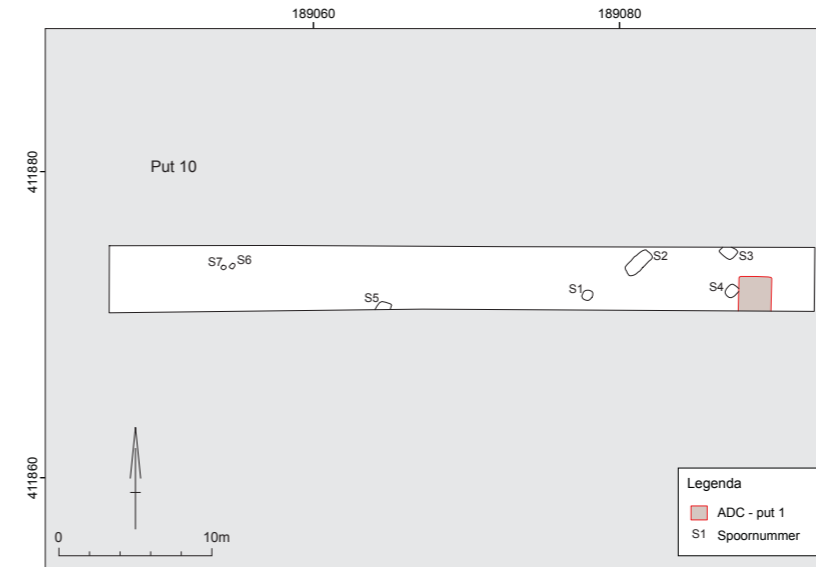 189060 189080
411880
Put 10
S7 S6 S2 S3
S5 S1 S4
411860
Legenda
ADC - put 1
S1 Spoornummer
0 10m